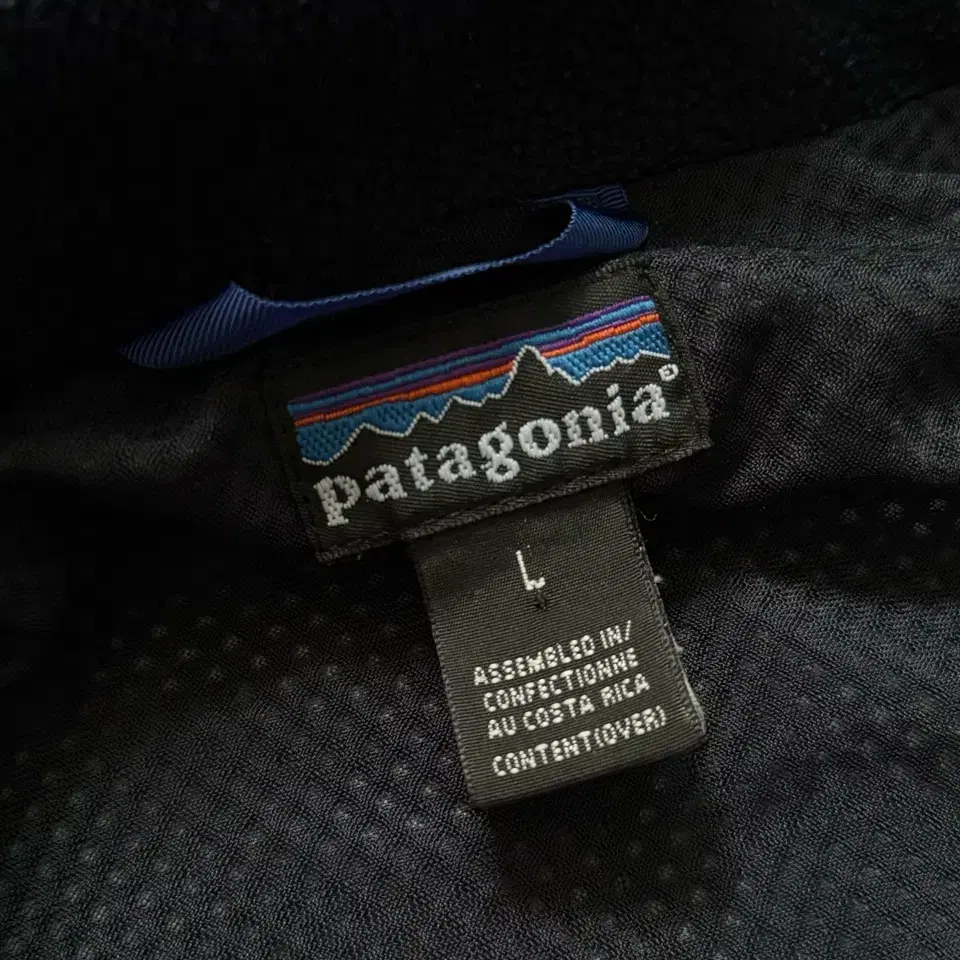 patagonia®
L
ASSEMBLED IN/
CONFECTIONNE
AU COSTA RICA
CONTENT(OVER)